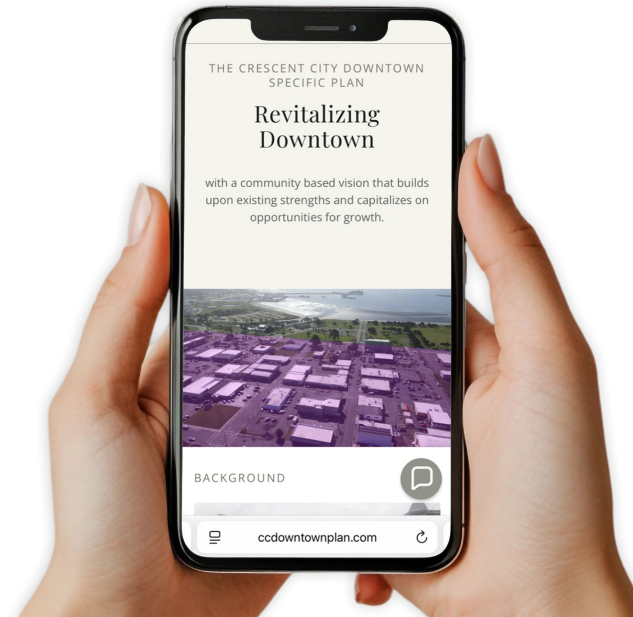 THE CRESCENT CITY DOWNTOWN
SPECIFIC PLAN
Revitalizing
Downtown
with a community based vision that builds
upon existing strengths and capitalizes on
opportunities for growth.
BACKGROUND
ccdowntownplan.com